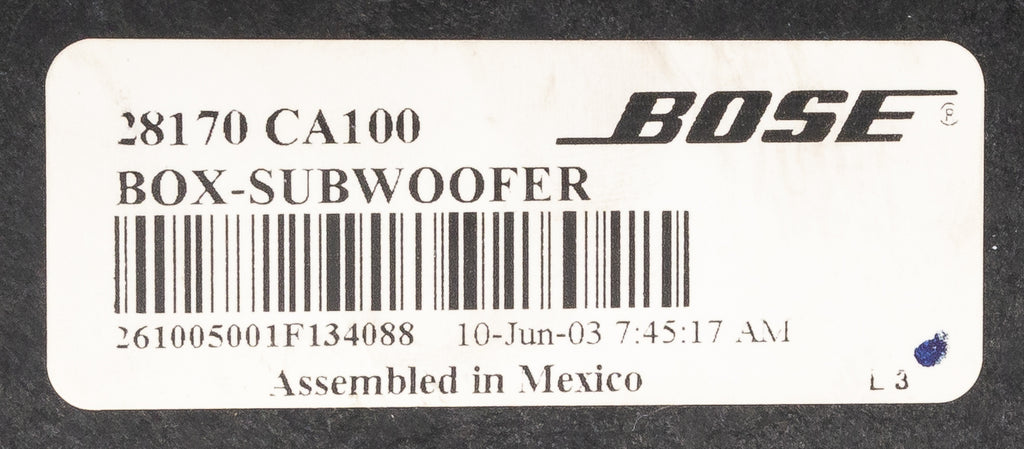 28170 CA100
BOSE
BOX-SUBWOOFER
261005001F134088 10-Jun-03 7:45:17 AM
Assembled in Mexico
L 3